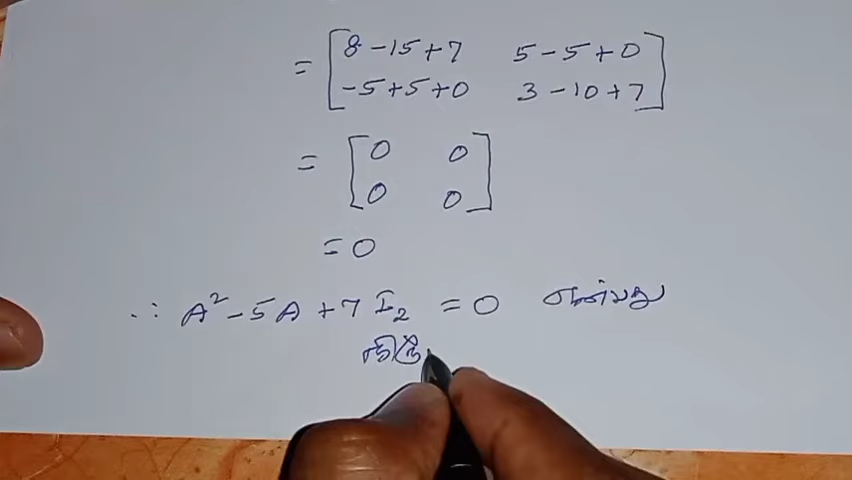 = [ 8 -15 + 7   5 - 5 + 0
-5 + 5 + 0   3 - 10 + 7 ]
= [ 0   0
0   0 ]
= 0
∴ A² - 5A + 7 I₂ = 0 என்பது
நிரு